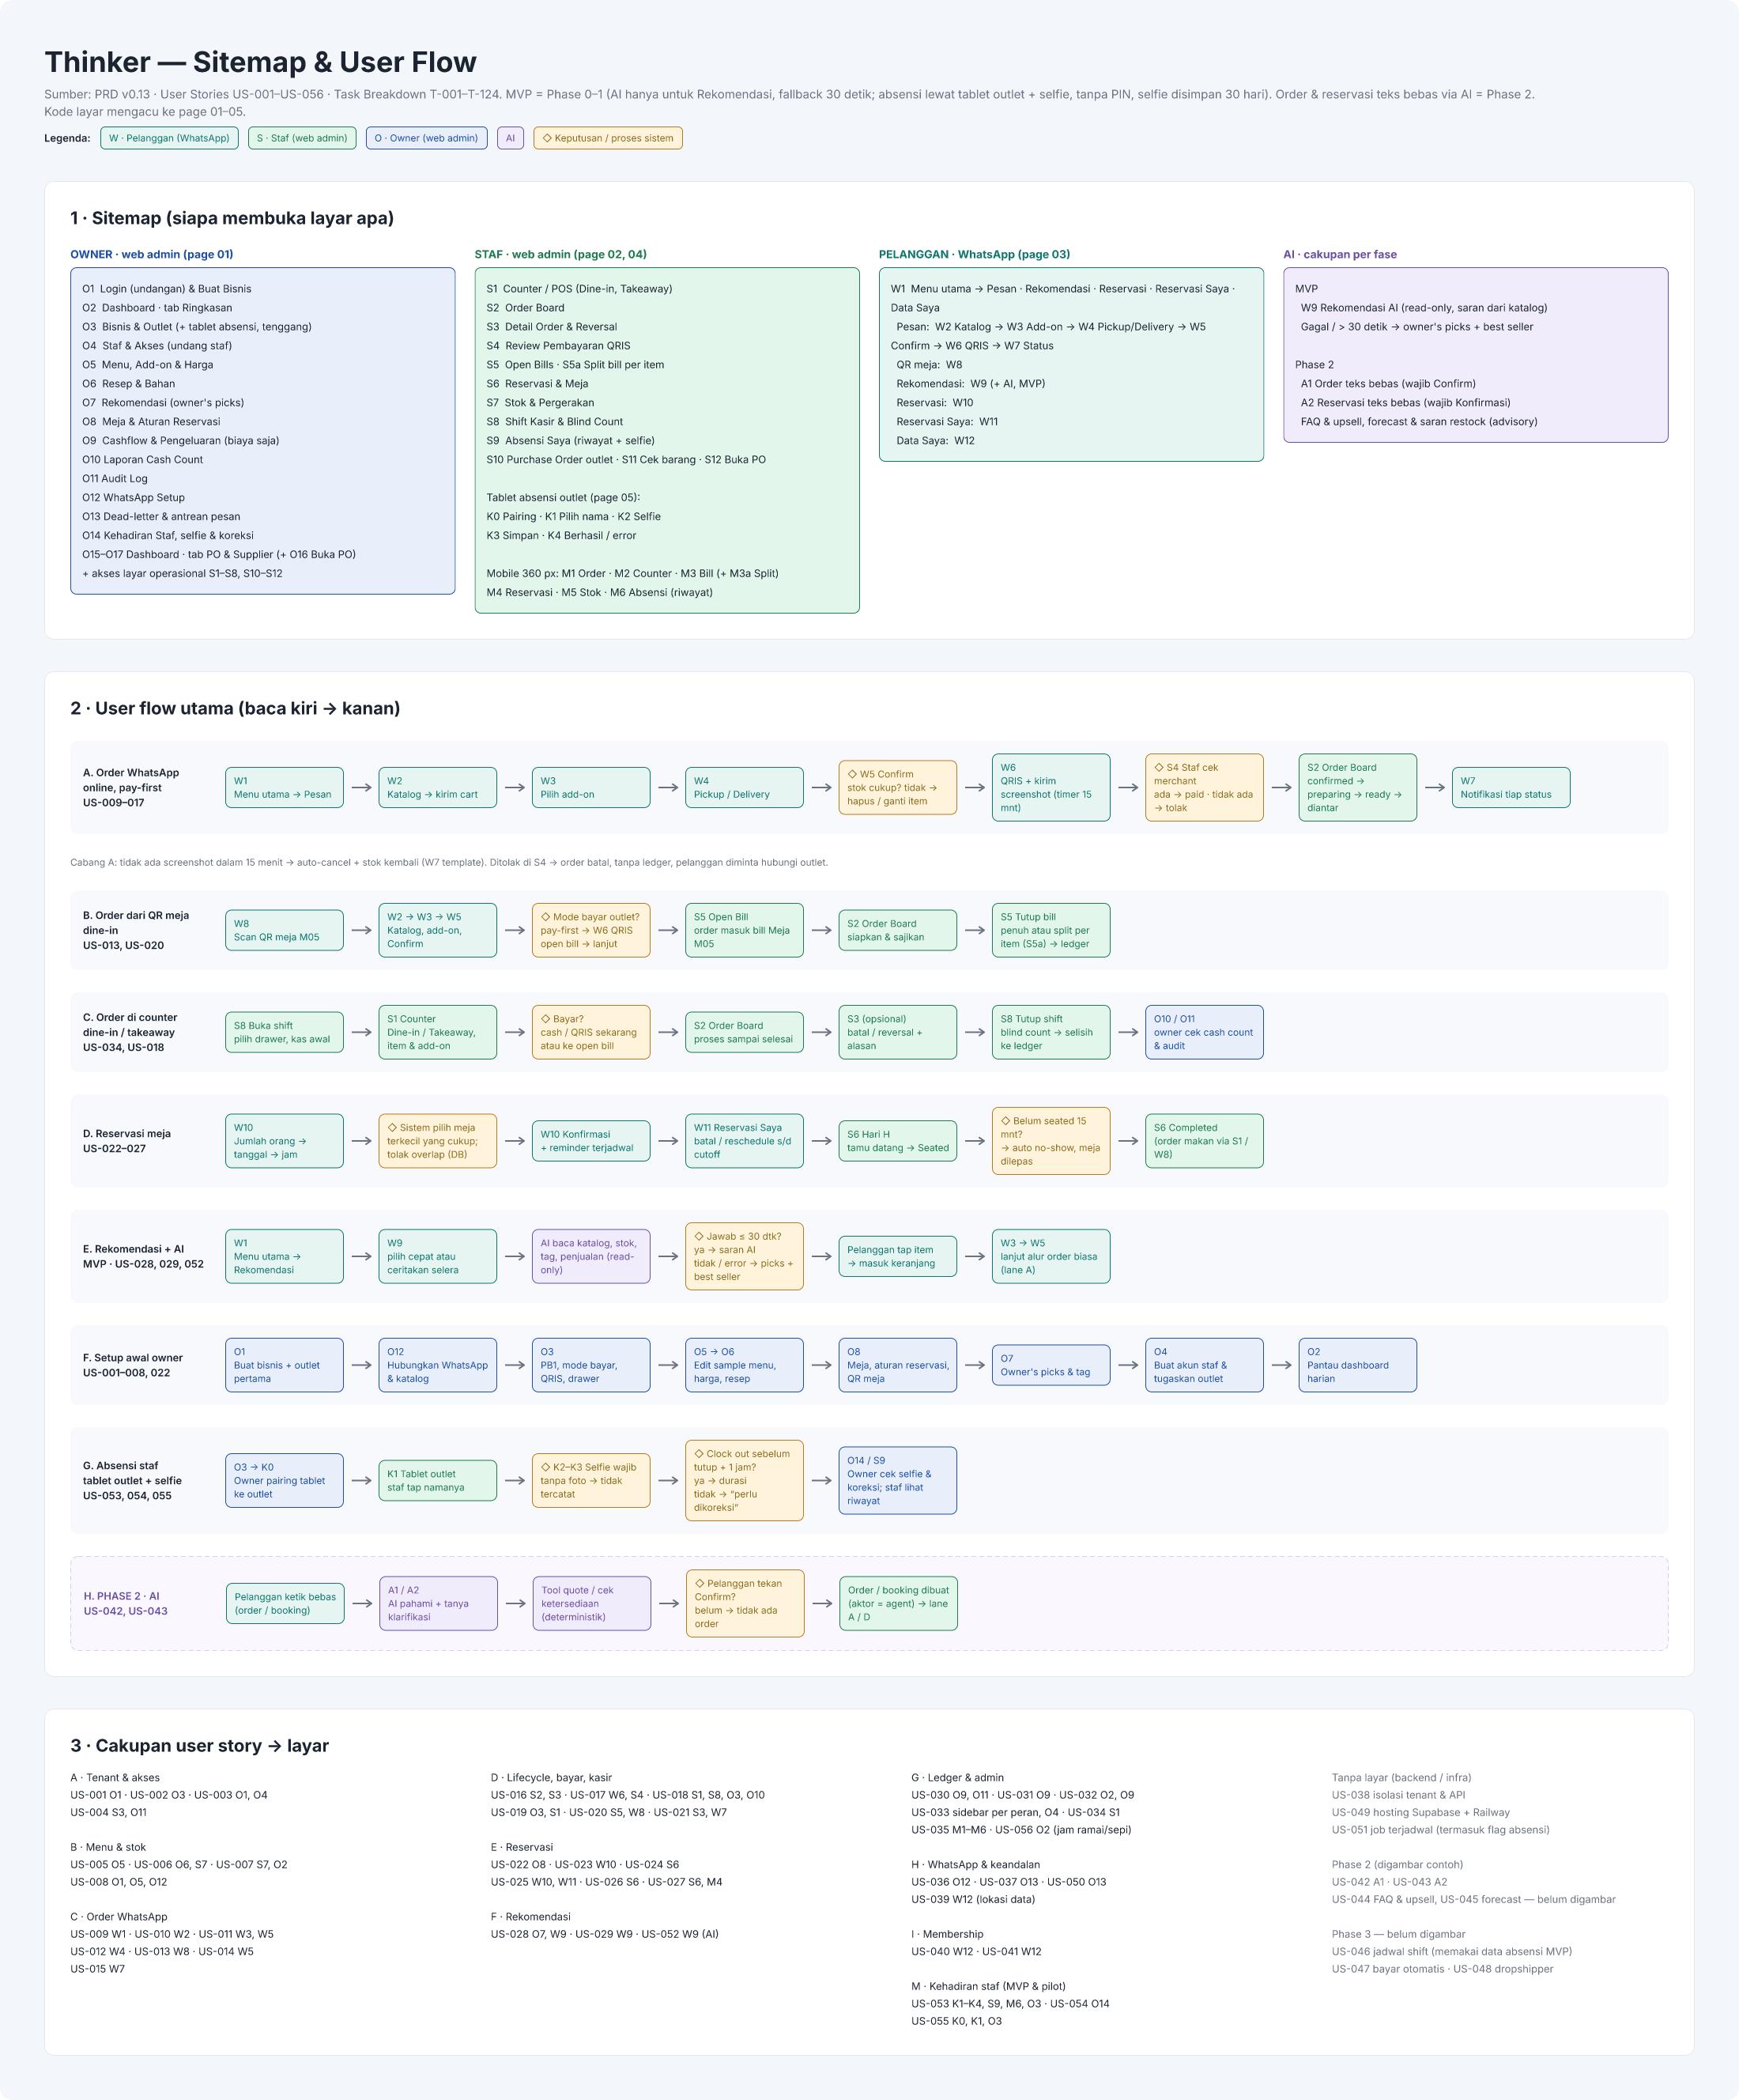 Thinker — Sitemap & User Flow
Sumber: PRD v0.13 · User Stories US-001–US-056 · Task Breakdown T-001–T-124. MVP = Phase 0–1 (AI hanya untuk Rekomendasi, fallback 30 detik; absensi lewat tablet outlet + selfie, tanpa PIN, selfie disimpan 30 hari). Order & reservasi teks bebas via AI = Phase 2.
Kode layar mengacu ke page 01–05.
Legenda:
W · Pelanggan (WhatsApp)
S · Staf (web admin)
O · Owner (web admin)
AI
◇ Keputusan / proses sistem
1 · Sitemap (siapa membuka layar apa)
OWNER · web admin (page 01)
O1 Login (undangan) & Buat Bisnis
O2 Dashboard · tab Ringkasan
O3 Bisnis & Outlet (+ tablet absensi, tenggang)
O4 Staf & Akses (undang staf)
O5 Menu, Add-on & Harga
O6 Resep & Bahan
O7 Rekomendasi (owner's picks)
O8 Meja & Aturan Reservasi
O9 Cashflow & Pengeluaran (biaya saja)
O10 Laporan Cash Count
O11 Audit Log
O12 WhatsApp Setup
O13 Dead-letter & antrean pesan
O14 Kehadiran Staf, selfie & koreksi
O15–O17 Dashboard · tab PO & Supplier (+ O16 Buka PO)
+ akses layar operasional S1–S8, S10–S12
STAF · web admin (page 02, 04)
S1 Counter / POS (Dine-in, Takeaway)
S2 Order Board
S3 Detail Order & Reversal
S4 Review Pembayaran QRIS
S5 Open Bills · S5a Split bill per item
S6 Reservasi & Meja
S7 Stok & Pergerakan
S8 Shift Kasir & Blind Count
S9 Absensi Saya (riwayat + selfie)
S10 Purchase Order outlet · S11 Cek barang · S12 Buka PO
Tablet absensi outlet (page 05):
K0 Pairing · K1 Pilih nama · K2 Selfie
K3 Simpan · K4 Berhasil / error
Mobile 360 px: M1 Order · M2 Counter · M3 Bill (+ M3a Split)
M4 Reservasi · M5 Stok · M6 Absensi (riwayat)
PELANGGAN · WhatsApp (page 03)
W1 Menu utama → Pesan · Rekomendasi · Reservasi · Reservasi Saya ·
Data Saya
Pesan: W2 Katalog → W3 Add-on → W4 Pickup/Delivery → W5
Confirm → W6 QRIS → W7 Status
QR meja: W8
Rekomendasi: W9 (+ AI, MVP)
Reservasi: W10
Reservasi Saya: W11
Data Saya: W12
AI · cakupan per fase
MVP
W9 Rekomendasi AI (read-only, saran dari katalog)
Gagal / > 30 detik → owner's picks + best seller
Phase 2
A1 Order teks bebas (wajib Confirm)
A2 Reservasi teks bebas (wajib Konfirmasi)
FAQ & upsell, forecast & saran restock (advisory)
2 · User flow utama (baca kiri → kanan)
A. Order WhatsApp
online, pay-first
US-009–017
W1
Menu utama → Pesan
W2
Katalog → kirim cart
W3
Pilih add-on
W4
Pickup / Delivery
◇ W5 Confirm
stok cukup? tidak →
hapus / ganti item
W6
QRIS + kirim
screenshot (timer 15
mnt)
◇ S4 Staf cek
merchant
ada → paid · tidak ada
→ tolak
S2 Order Board
confirmed →
preparing → ready →
diantar
W7
Notifikasi tiap status
Cabang A: tidak ada screenshot dalam 15 menit → auto-cancel + stok kembali (W7 template). Ditolak di S4 → order batal, tanpa ledger, pelanggan diminta hubungi outlet.
B. Order dari QR meja
dine-in
US-013, US-020
W8
Scan QR meja M05
W2 → W3 → W5
Katalog, add-on,
Confirm
◇ Mode bayar outlet?
pay-first → W6 QRIS
open bill → lanjut
S5 Open Bill
order masuk bill Meja
M05
S2 Order Board
siapkan & sajikan
S5 Tutup bill
penuh atau split per
item (S5a) → ledger
C. Order di counter
dine-in / takeaway
US-034, US-018
S8 Buka shift
pilih drawer, kas awal
S1 Counter
Dine-in / Takeaway,
item & add-on
◇ Bayar?
cash / QRIS sekarang
atau ke open bill
S2 Order Board
proses sampai selesai
S3 (opsional)
batal / reversal +
alasan
S8 Tutup shift
blind count → selisih
ke ledger
O10 / O11
owner cek cash count
& audit
D. Reservasi meja
US-022–027
W10
Jumlah orang →
tanggal → jam
◇ Sistem pilih meja
terkecil yang cukup;
tolak overlap (DB)
W10 Konfirmasi
+ reminder terjadwal
W11 Reservasi Saya
batal / reschedule s/d
cutoff
S6 Hari H
tamu datang → Seated
◇ Belum seated 15
mnt?
→ auto no-show, meja
dilepas
S6 Completed
(order makan via S1 /
W8)
E. Rekomendasi + AI
MVP · US-028, 029, 052
W1
Menu utama →
Rekomendasi
W9
pilih cepat atau
ceritakan selera
AI baca katalog, stok,
tag, penjualan (read-
only)
◇ Jawab ≤ 30 dtk?
ya → saran AI
tidak / error → picks +
best seller
Pelanggan tap item
→ masuk keranjang
W3 → W5
lanjut alur order biasa
(lane A)
F. Setup awal owner
US-001–008, 022
O1
Buat bisnis + outlet
pertama
O12
Hubungkan WhatsApp
& katalog
O3
PB1, mode bayar,
QRIS, drawer
O5 → O6
Edit sample menu,
harga, resep
O8
Meja, aturan reservasi,
QR meja
O7
Owner's picks & tag
O4
Buat akun staf &
tugaskan outlet
O2
Pantau dashboard
harian
G. Absensi staf
tablet outlet + selfie
US-053, 054, 055
O3 → K0
Owner pairing tablet
ke outlet
K1 Tablet outlet
staf tap namanya
◇ K2–K3 Selfie wajib
tanpa foto → tidak
tercatat
◇ Clock out sebelum
tutup + 1 jam?
ya → durasi
tidak → "perlu
dikoreksi"
O14 / S9
Owner cek selfie &
koreksi; staf lihat
riwayat
H. PHASE 2 · AI
US-042, US-043
Pelanggan ketik bebas
(order / booking)
A1 / A2
AI pahami + tanya
klarifikasi
Tool quote / cek
ketersediaan
(deterministik)
◇ Pelanggan tekan
Confirm?
belum → tidak ada
order
Order / booking dibuat
(aktor = agent) → lane
A / D
3 · Cakupan user story → layar
A · Tenant & akses
US-001 O1 · US-002 O3 · US-003 O1, O4
US-004 S3, O11
B · Menu & stok
US-005 O5 · US-006 O6, S7 · US-007 S7, O2
US-008 O1, O5, O12
C · Order WhatsApp
US-009 W1 · US-010 W2 · US-011 W3, W5
US-012 W4 · US-013 W8 · US-014 W5
US-015 W7
D · Lifecycle, bayar, kasir
US-016 S2, S3 · US-017 W6, S4 · US-018 S1, S8, O3, O10
US-019 O3, S1 · US-020 S5, W8 · US-021 S3, W7
E · Reservasi
US-022 O8 · US-023 W10 · US-024 S6
US-025 W10, W11 · US-026 S6 · US-027 S6, M4
F · Rekomendasi
US-028 O7, W9 · US-029 W9 · US-052 W9 (AI)
G · Ledger & admin
US-030 O9, O11 · US-031 O9 · US-032 O2, O9
US-033 sidebar per peran, O4 · US-034 S1
US-035 M1–M6 · US-056 O2 (jam ramai/sepi)
H · WhatsApp & keandalan
US-036 O12 · US-037 O13 · US-050 O13
US-039 W12 (lokasi data)
I · Membership
US-040 W12 · US-041 W12
M · Kehadiran staf (MVP & pilot)
US-053 K1–K4, S9, M6, O3 · US-054 O14
US-055 K0, K1, O3
Tanpa layar (backend / infra)
US-038 isolasi tenant & API
US-049 hosting Supabase + Railway
US-051 job terjadwal (termasuk flag absensi)
Phase 2 (digambar contoh)
US-042 A1 · US-043 A2
US-044 FAQ & upsell, US-045 forecast — belum digambar
Phase 3 — belum digambar
US-046 jadwal shift (memakai data absensi MVP)
US-047 bayar otomatis · US-048 dropshipper